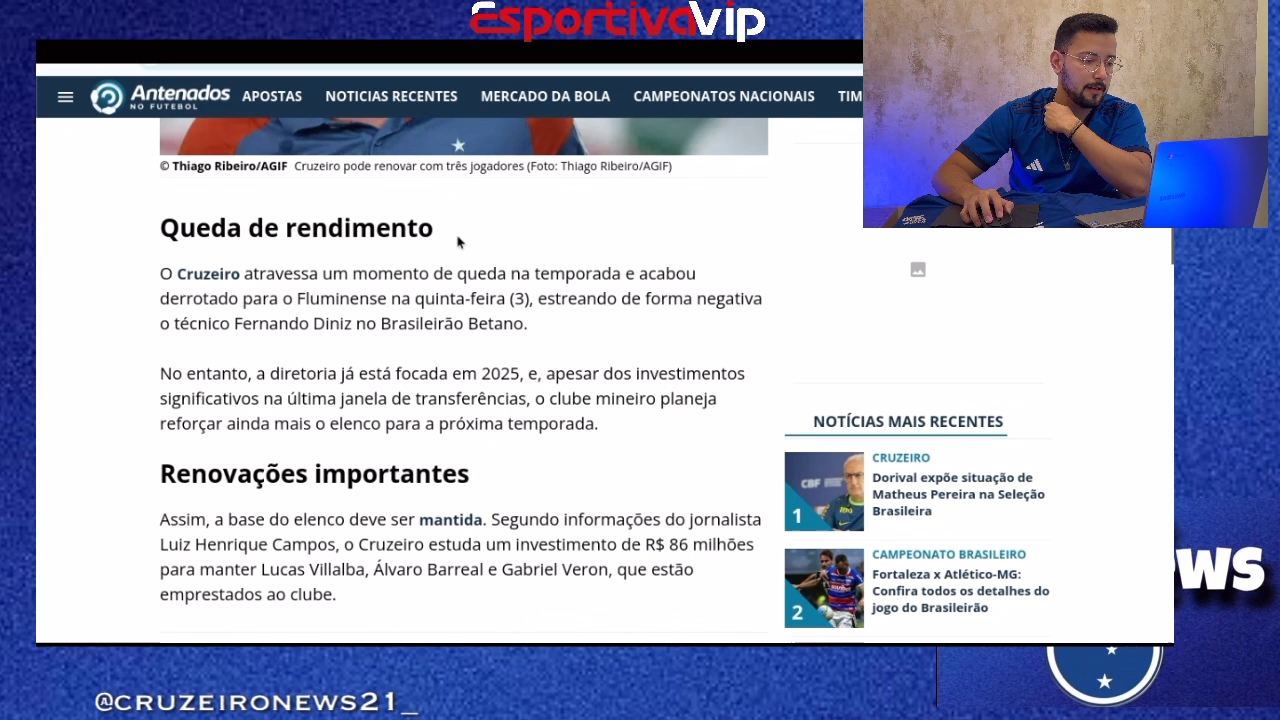 EsportivaVip
Antenados
NO FUTEBOL
APOSTAS
NOTICIAS RECENTES
MERCADO DA BOLA
CAMPEONATOS NACIONAIS
TIM
© Thiago Ribeiro/AGIF Cruzeiro pode renovar com três jogadores (Foto: Thiago Ribeiro/AGIF)
Queda de rendimento
O Cruzeiro atravessa um momento de queda na temporada e acabou
derrotado para o Fluminense na quinta-feira (3), estreando de forma negativa
o técnico Fernando Diniz no Brasileirão Betano.
No entanto, a diretoria já está focada em 2025, e, apesar dos investimentos
significativos na última janela de transferências, o clube mineiro planeja
reforçar ainda mais o elenco para a próxima temporada.
Renovações importantes
Assim, a base do elenco deve ser mantida. Segundo informações do jornalista
Luiz Henrique Campos, o Cruzeiro estuda um investimento de R$ 86 milhões
para manter Lucas Villalba, Álvaro Barreal e Gabriel Veron, que estão
emprestados ao clube.
NOTÍCIAS MAIS RECENTES
CBF
1
CRUZEIRO
Dorival expõe situação de
Matheus Pereira na Seleção
Brasileira
2
CAMPEONATO BRASILEIRO
Fortaleza x Atlético-MG:
Confira todos os detalhes do
jogo do Brasileirão
SAMSUNG
ows
@CRUZEIRONEWS21_